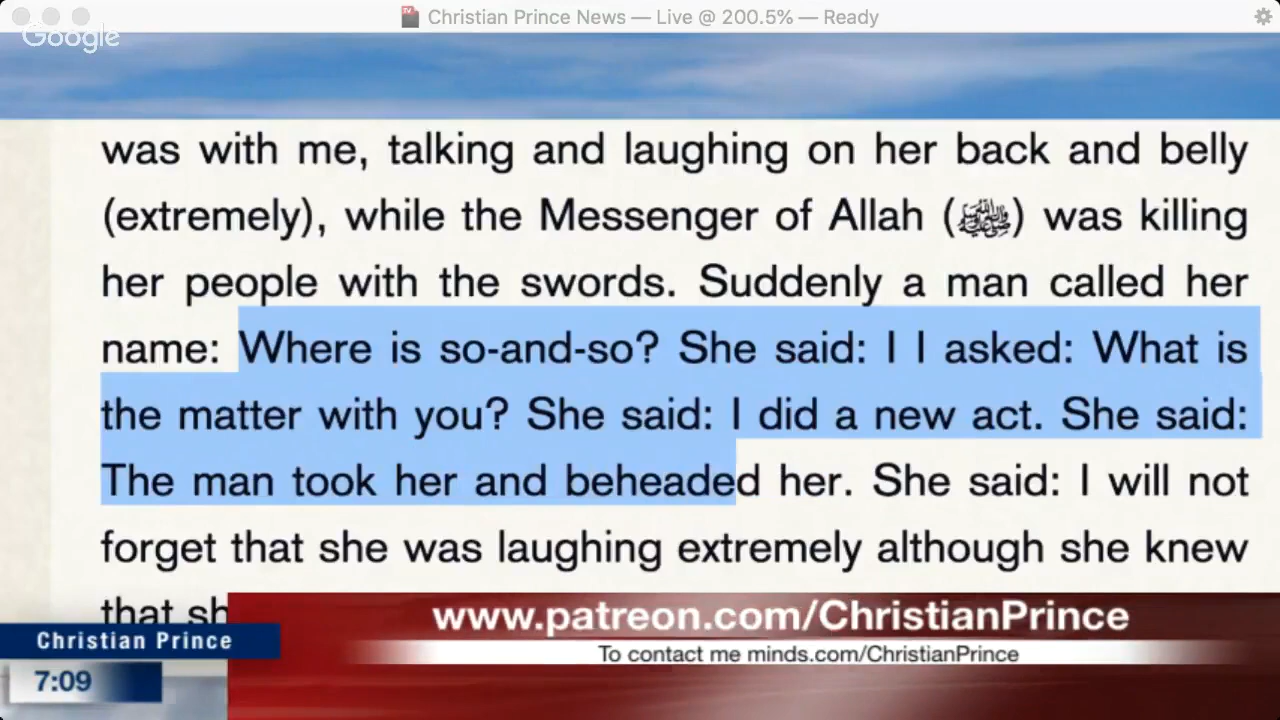 Christian Prince News — Live @ 200.5% — Ready
Google
was with me, talking and laughing on her back and belly
(extremely), while the Messenger of Allah (ﷺ) was killing
her people with the swords. Suddenly a man called her
name: Where is so-and-so? She said: I I asked: What is
the matter with you? She said: I did a new act. She said:
The man took her and beheaded her. She said: I will not
forget that she was laughing extremely although she knew
that sh
www.patreon.com/ChristianPrince
Christian Prince
To contact me minds.com/ChristianPrince
7:09